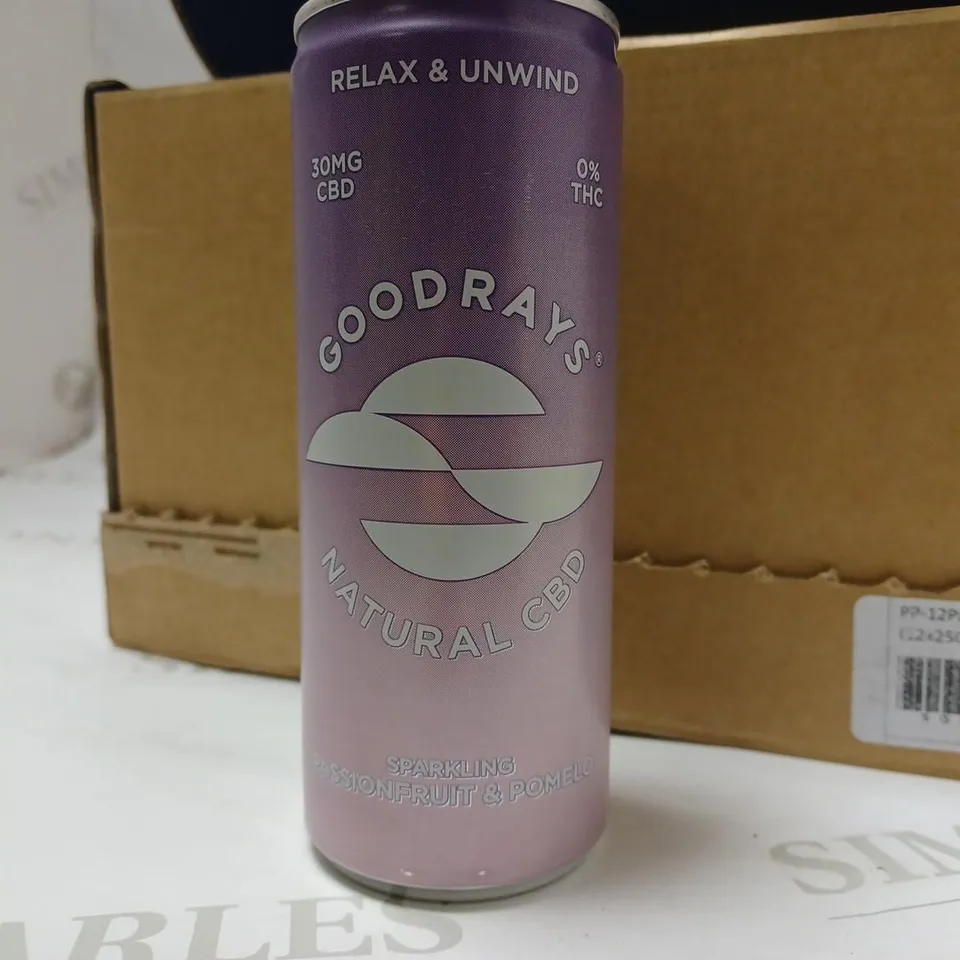 RELAX & UNWIND
30MG
CBD
0%
THC
GOODRAYS®
NATURAL CBD
SPARKLING
PASSIONFRUIT & POMELO